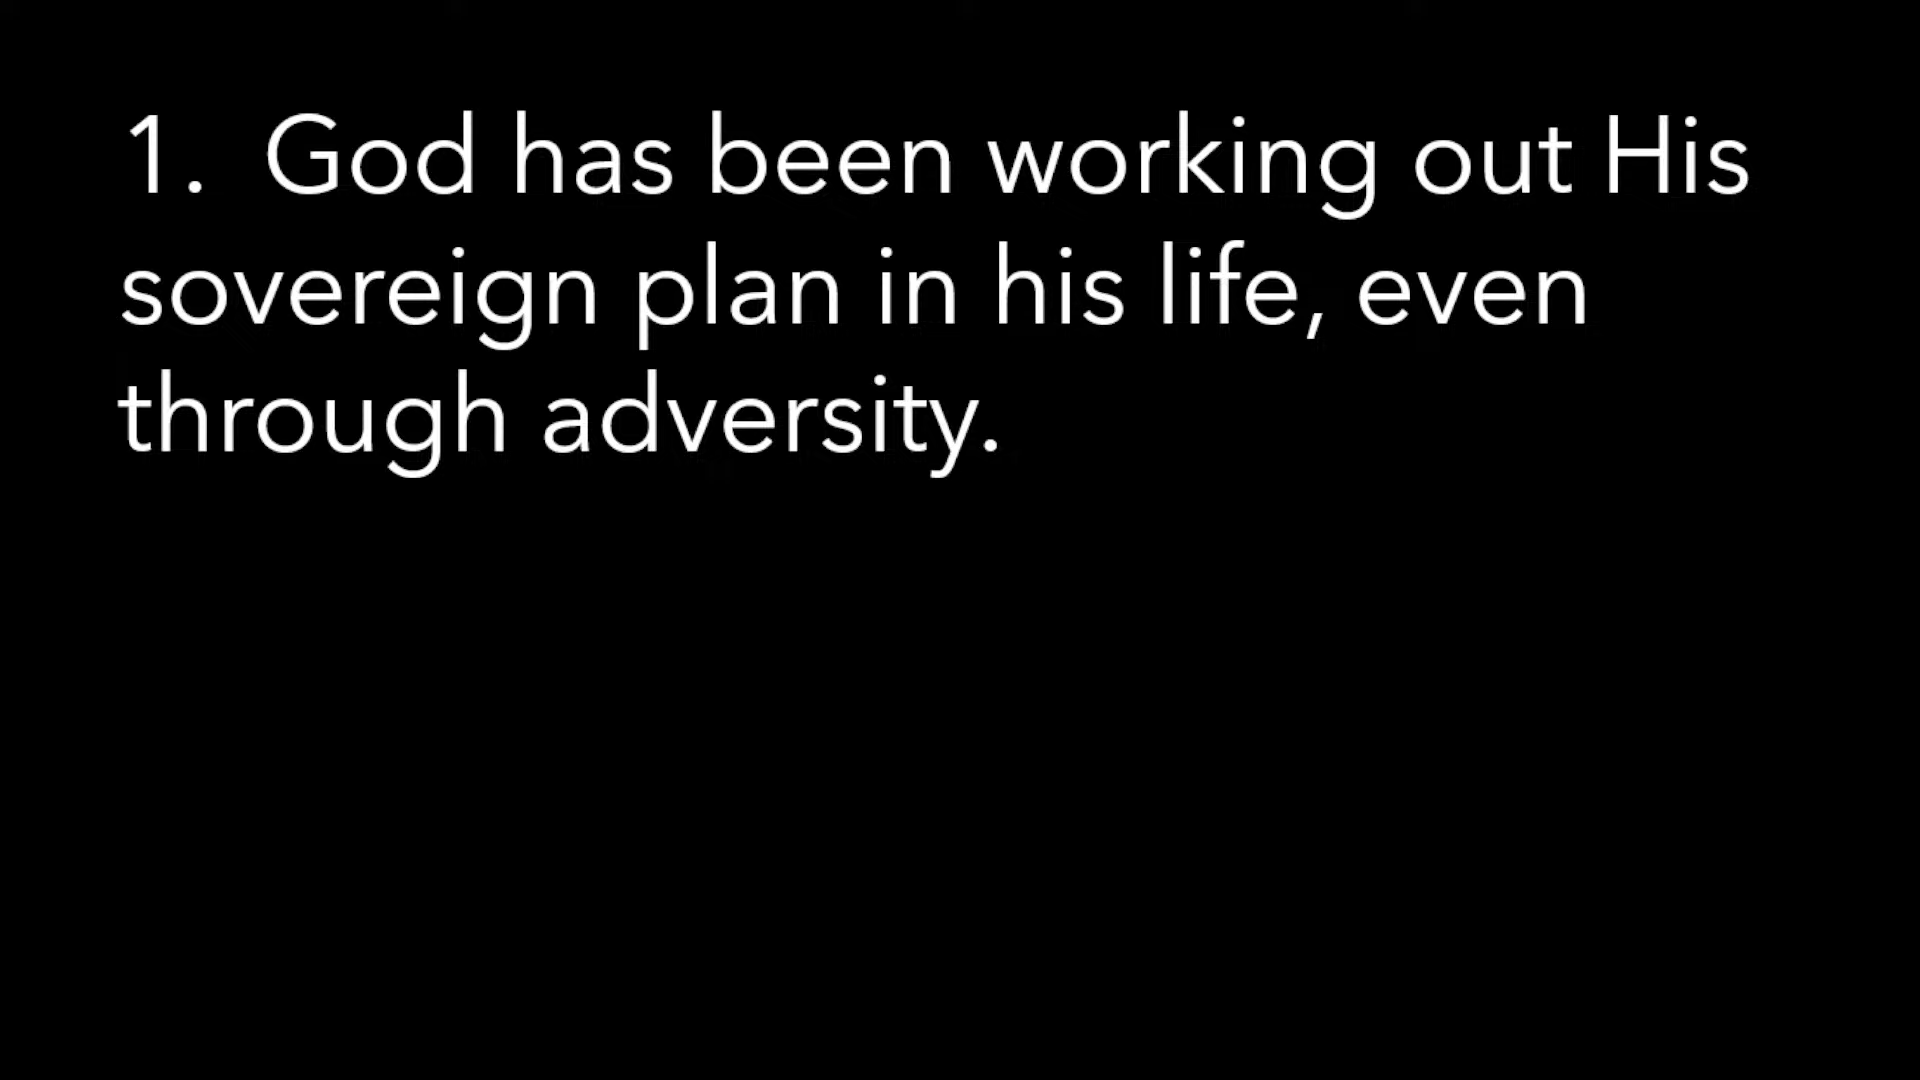 1. God has been working out His
sovereign plan in his life, even
through adversity.